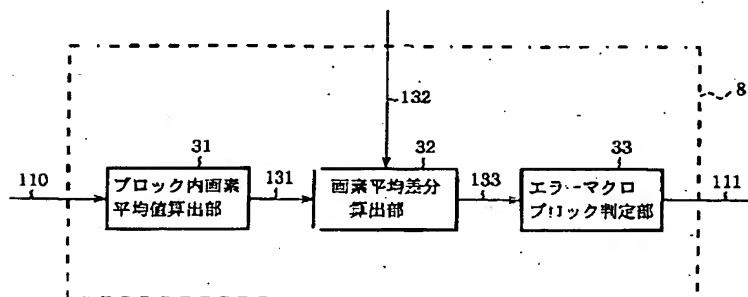 132
8
31
32
33
110
ブロック内画素
平均値算出部
131
画素平均差分
算出部
133
エラーマクロ
ブロック判定部
111